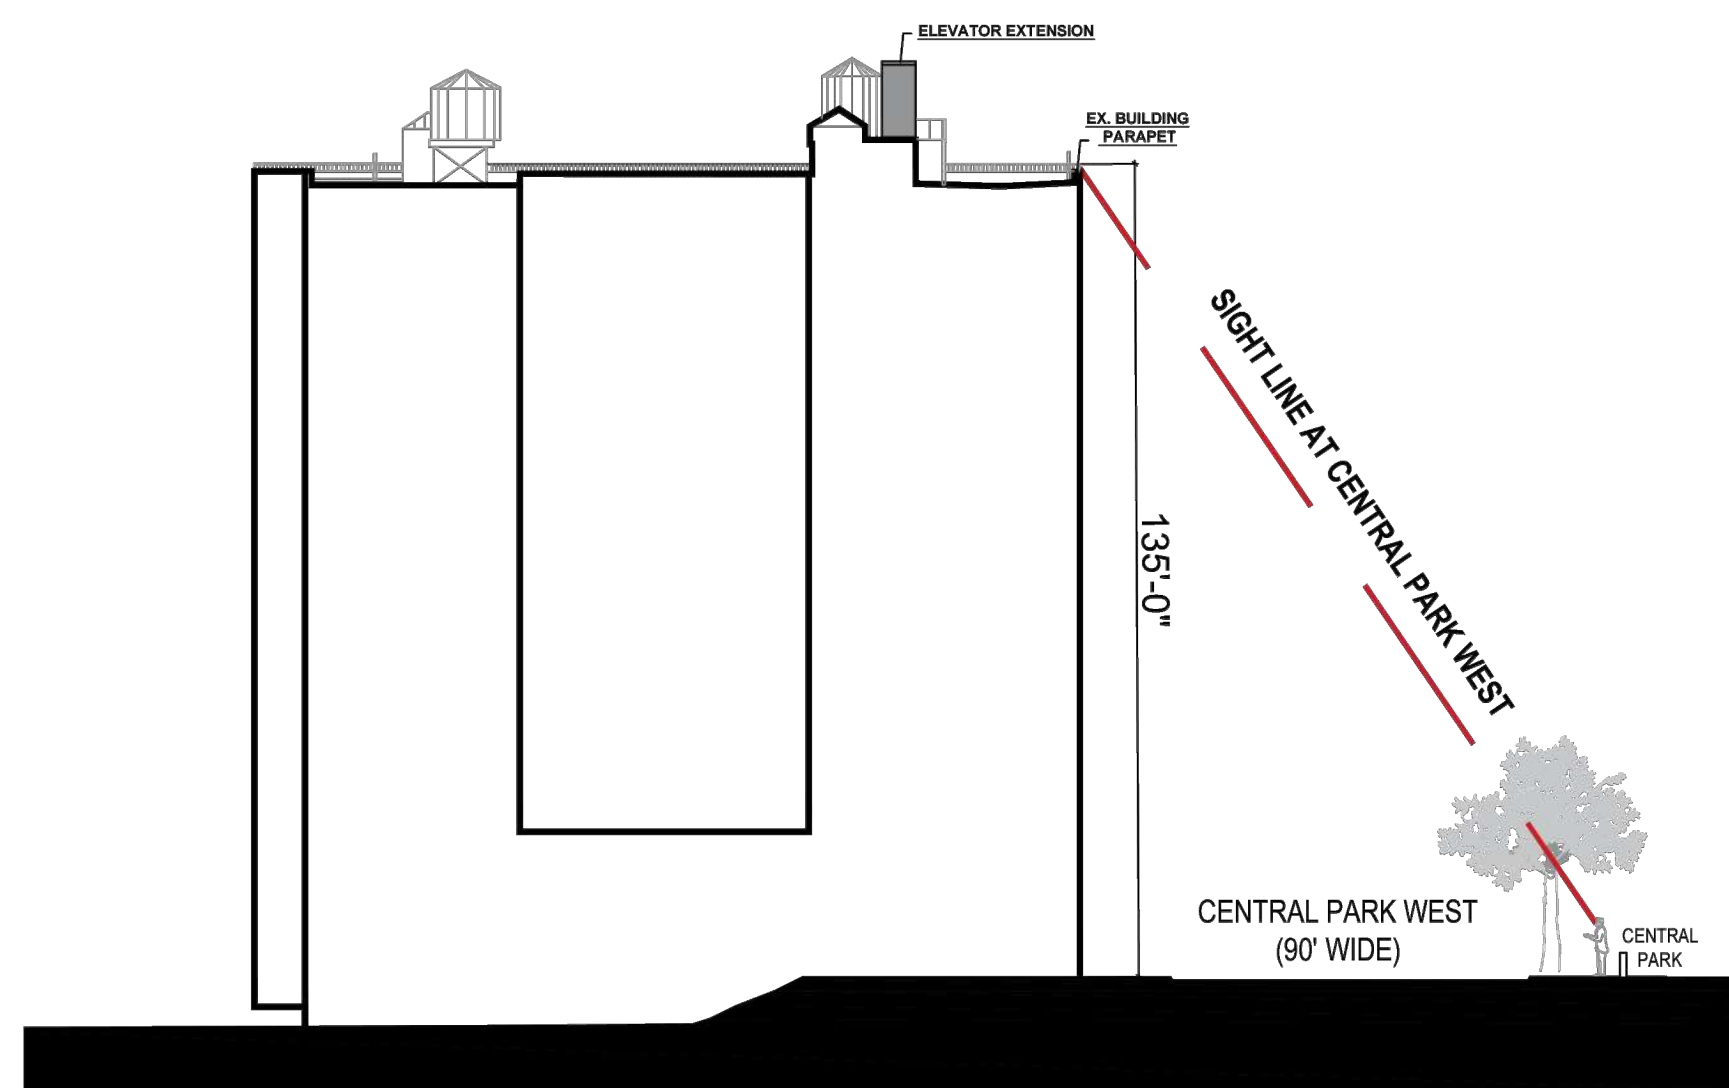 ELEVATOR EXTENSION
EX. BUILDING
PARAPET
SIGHT LINE AT CENTRAL PARK WEST
135'-0"
CENTRAL PARK WEST
(90' WIDE)
CENTRAL
PARK